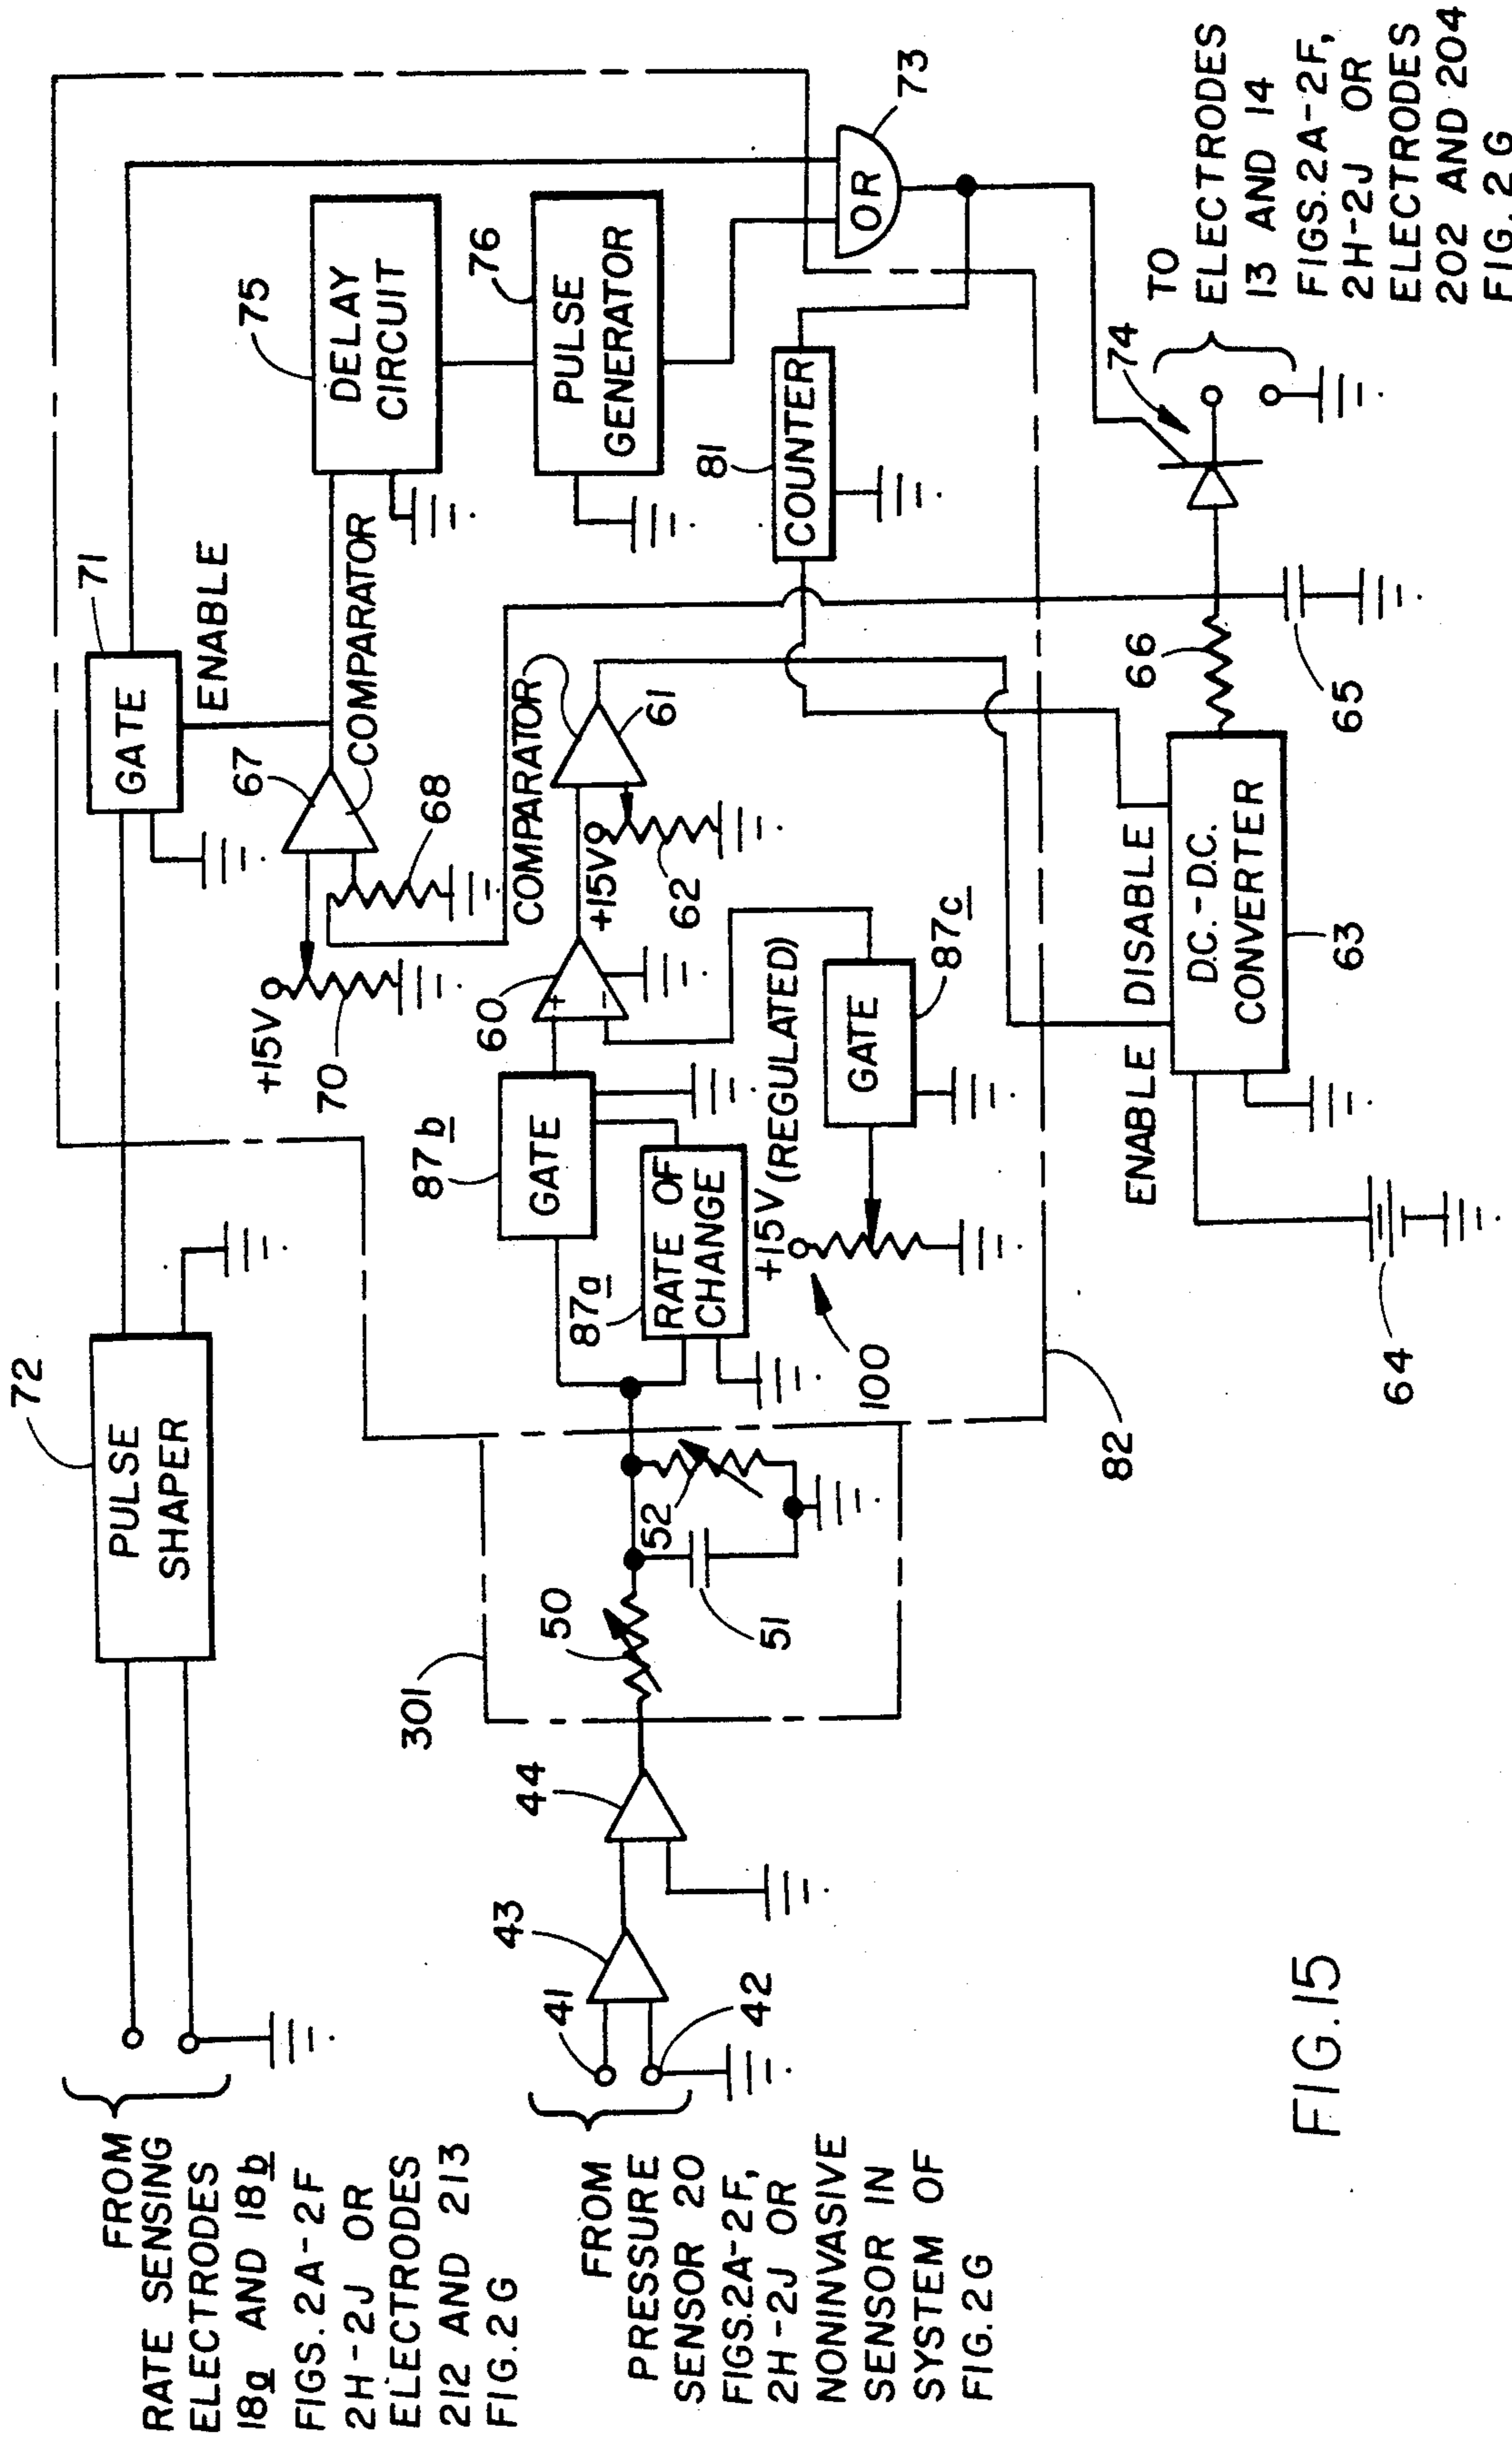 FROM
RATE SENSING
ELECTRODES
18a AND 18b
FIGS. 2A-2F
2H-2J OR
ELECTRODES
212 AND 213
FIG.2G
72
PULSE
SHAPER
71
GATE
ENABLE
67
COMPARATOR
68
+15V
70
75
DELAY
CIRCUIT
76
PULSE
GENERATOR
OR
73
FROM
PRESSURE
SENSOR 20
FIGS.2A-2F,
2H-2J OR
NONINVASIVE
SENSOR IN
SYSTEM OF
FIG.2G
41
42
43
44
301
50
51
52
87a
RATE OF
CHANGE
87b
GATE
60
+
-
COMPARATOR
61
+15V
62
+15V (REGULATED)
100
GATE
87c
81
COUNTER
82
ENABLE DISABLE
D.C.-D.C.
CONVERTER
63
64
66
65
74
TO
ELECTRODES
13 AND 14
FIGS.2A-2F,
2H-2J OR
ELECTRODES
202 AND 204
FIG. 2G
FIG.15